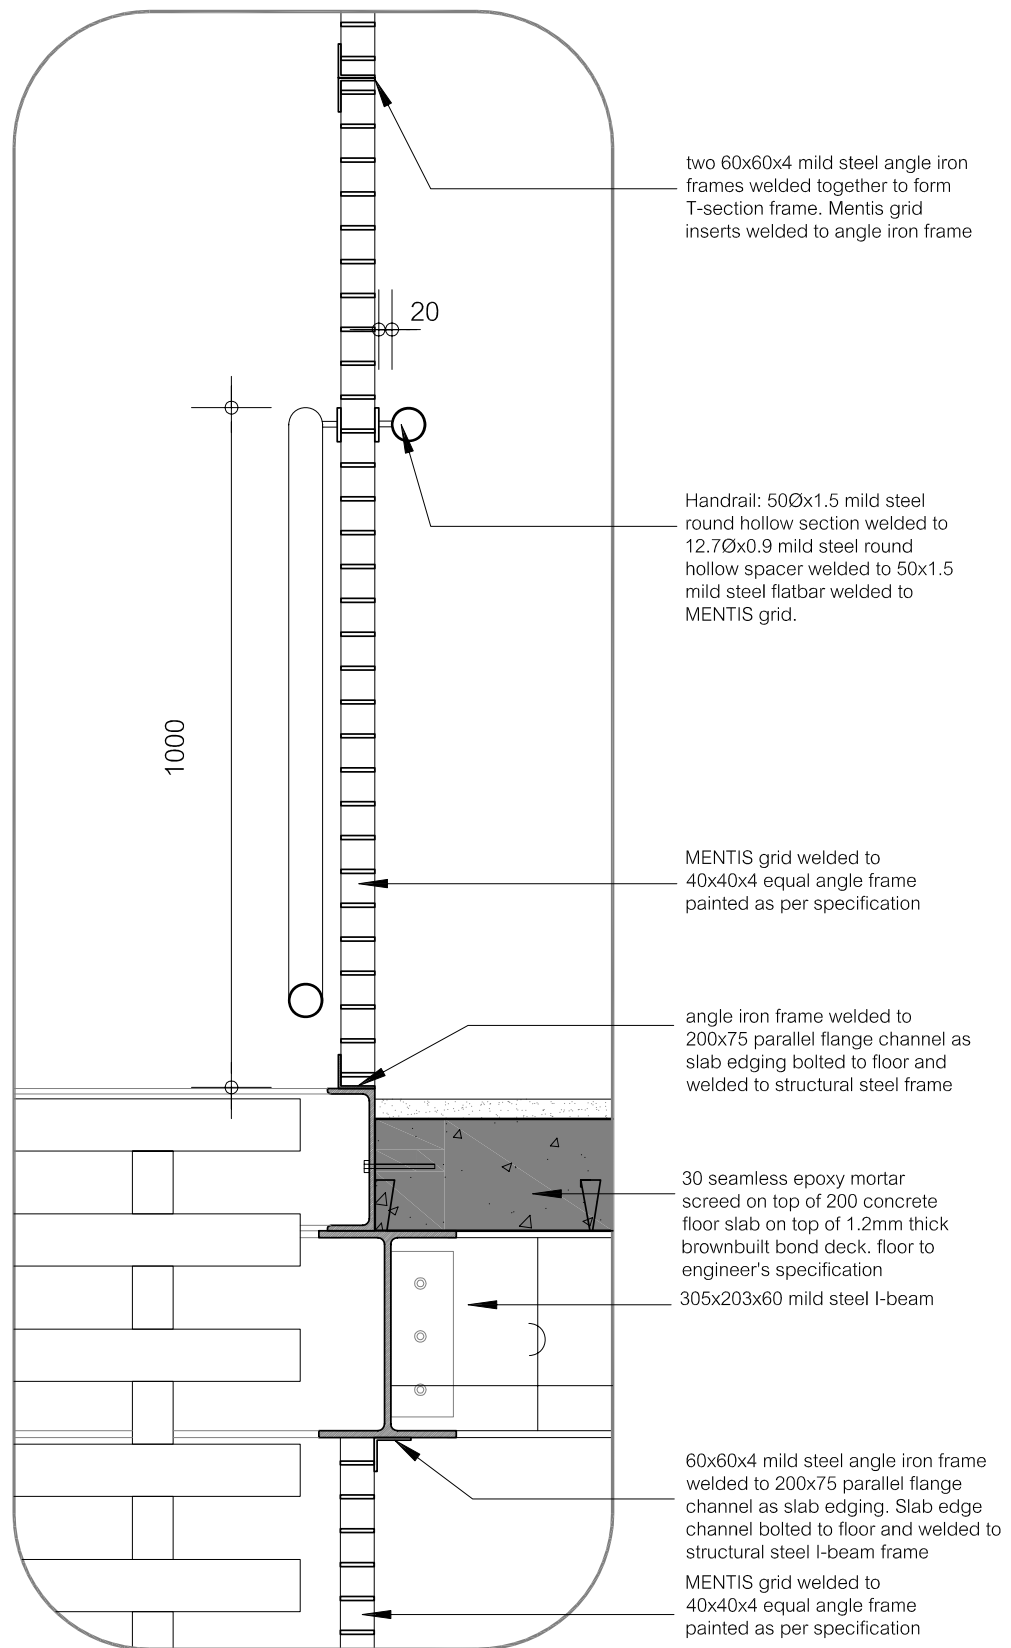 two 60x60x4 mild steel angle iron
frames welded together to form
T-section frame. Mentis grid
inserts welded to angle iron frame
20
Handrail: 50Øx1.5 mild steel
round hollow section welded to
12.7Øx0.9 mild steel round
hollow spacer welded to 50x1.5
mild steel flatbar welded to
MENTIS grid.
1000
MENTIS grid welded to
40x40x4 equal angle frame
painted as per specification
angle iron frame welded to
200x75 parallel flange channel as
slab edging bolted to floor and
welded to structural steel frame
30 seamless epoxy mortar
screed on top of 200 concrete
floor slab on top of 1.2mm thick
brownbuilt bond deck. floor to
engineer's specification
305x203x60 mild steel I-beam
60x60x4 mild steel angle iron frame
welded to 200x75 parallel flange
channel as slab edging. Slab edge
channel bolted to floor and welded to
structural steel I-beam frame
MENTIS grid welded to
40x40x4 equal angle frame
painted as per specification